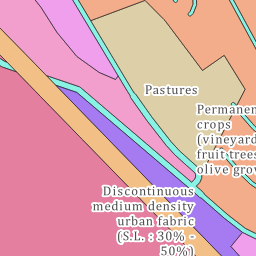 Pastures
Permanen
crops
(vineyard
fruit trees
olive grov
Discontinuous
medium density
urban fabric
(S.L. : 30% -
50%)